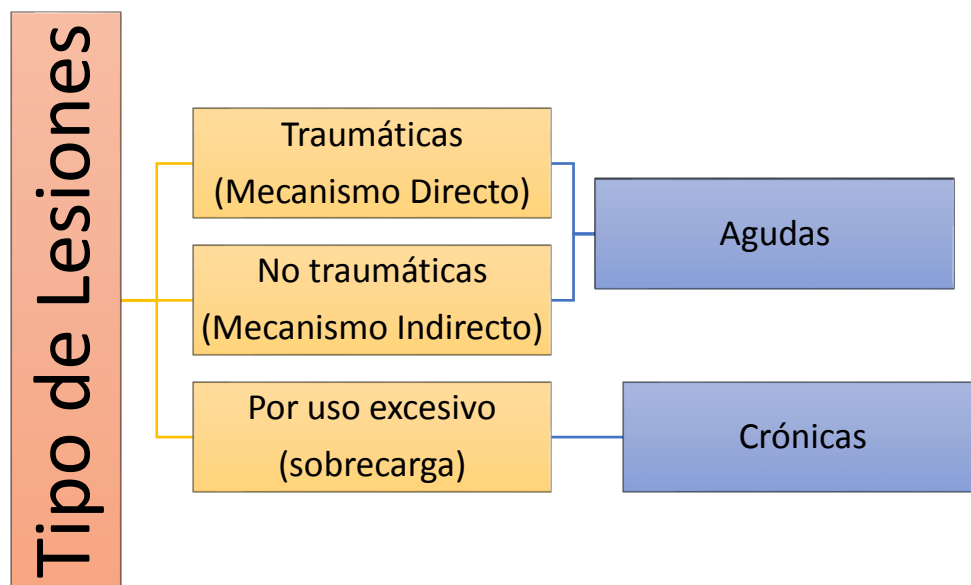 Tipo de Lesiones
Traumáticas
(Mecanismo Directo)
No traumáticas
(Mecanismo Indirecto)
Por uso excesivo
(sobrecarga)
Agudas
Crónicas